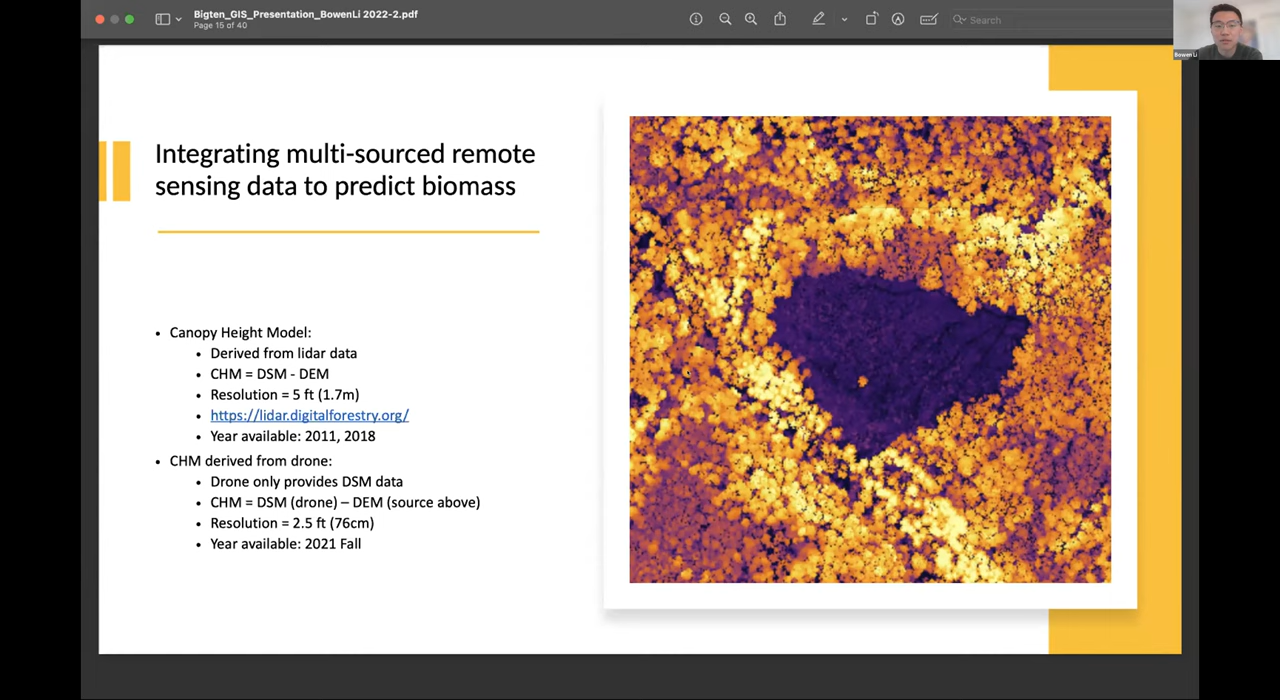 Bigten_GIS_Presentation_BowenLi 2022-2.pdf
Page 15 of 40
Search
Bowen Li
Integrating multi-sourced remote
sensing data to predict biomass
• Canopy Height Model:
• Derived from lidar data
• CHM = DSM - DEM
• Resolution = 5 ft (1.7m)
• https://lidar.digitalforestry.org/
• Year available: 2011, 2018
• CHM derived from drone:
• Drone only provides DSM data
• CHM = DSM (drone) – DEM (source above)
• Resolution = 2.5 ft (76cm)
• Year available: 2021 Fall